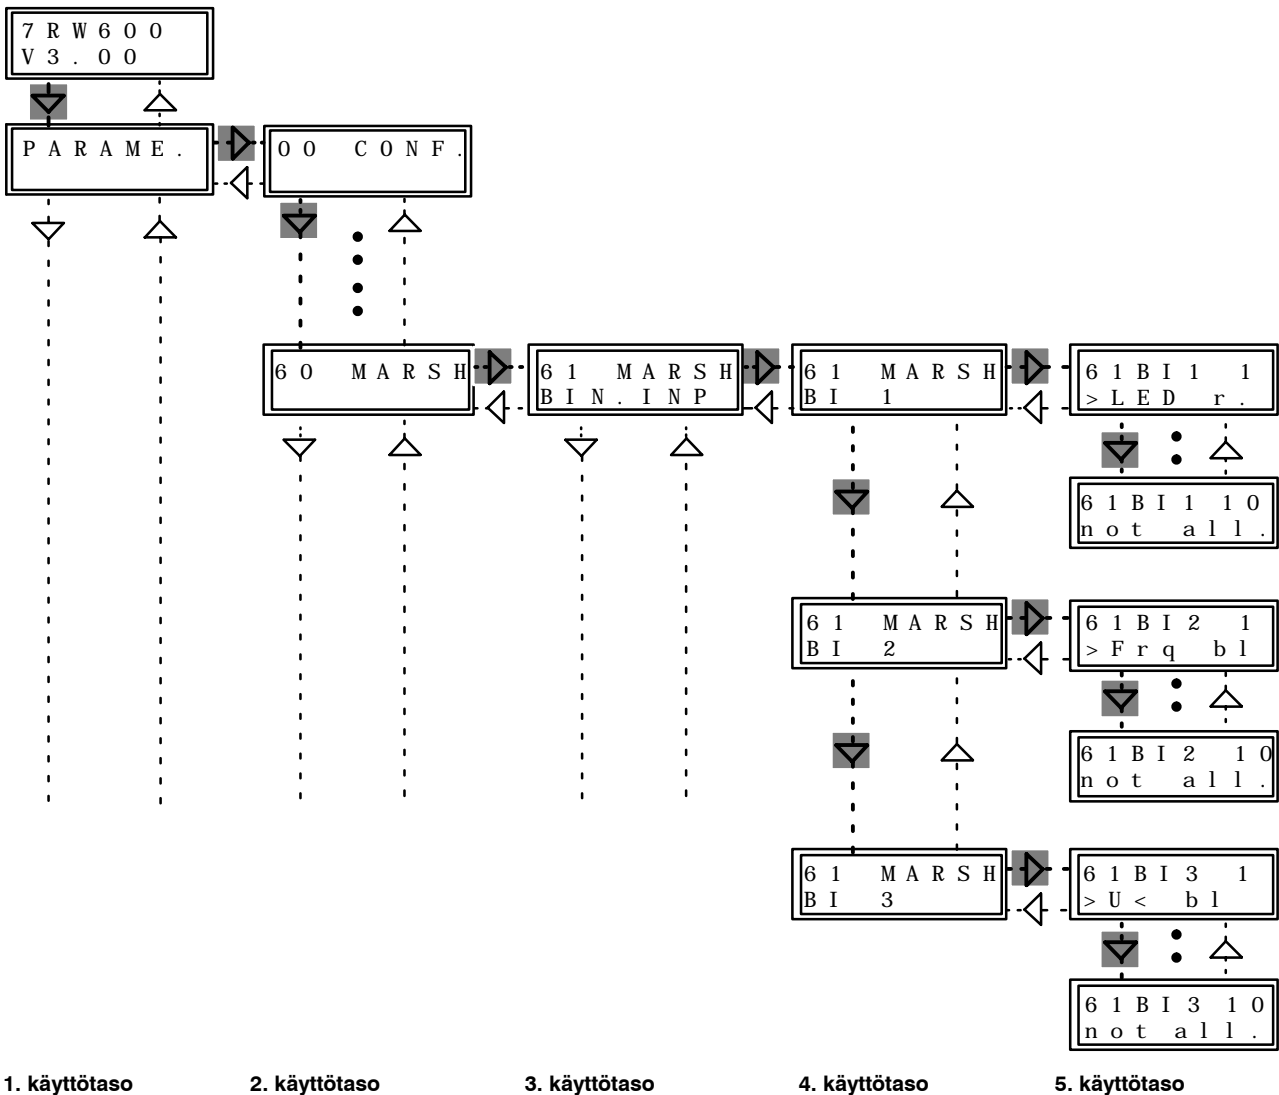 7RW600
V3.00
PARAME.
00 CONF.
60 MARSH
61 MARSH
BIN.INP
61 MARSH
BI 1
61BI1 1
>LED r.
61BI1 10
not all.
61 MARSH
BI 2
61BI2 1
>Frq bl
61BI2 10
not all.
61 MARSH
BI 3
61BI3 1
>U< bl
61BI3 10
not all.
1. käyttötaso 2. käyttötaso 3. käyttötaso 4. käyttötaso 5. käyttötaso